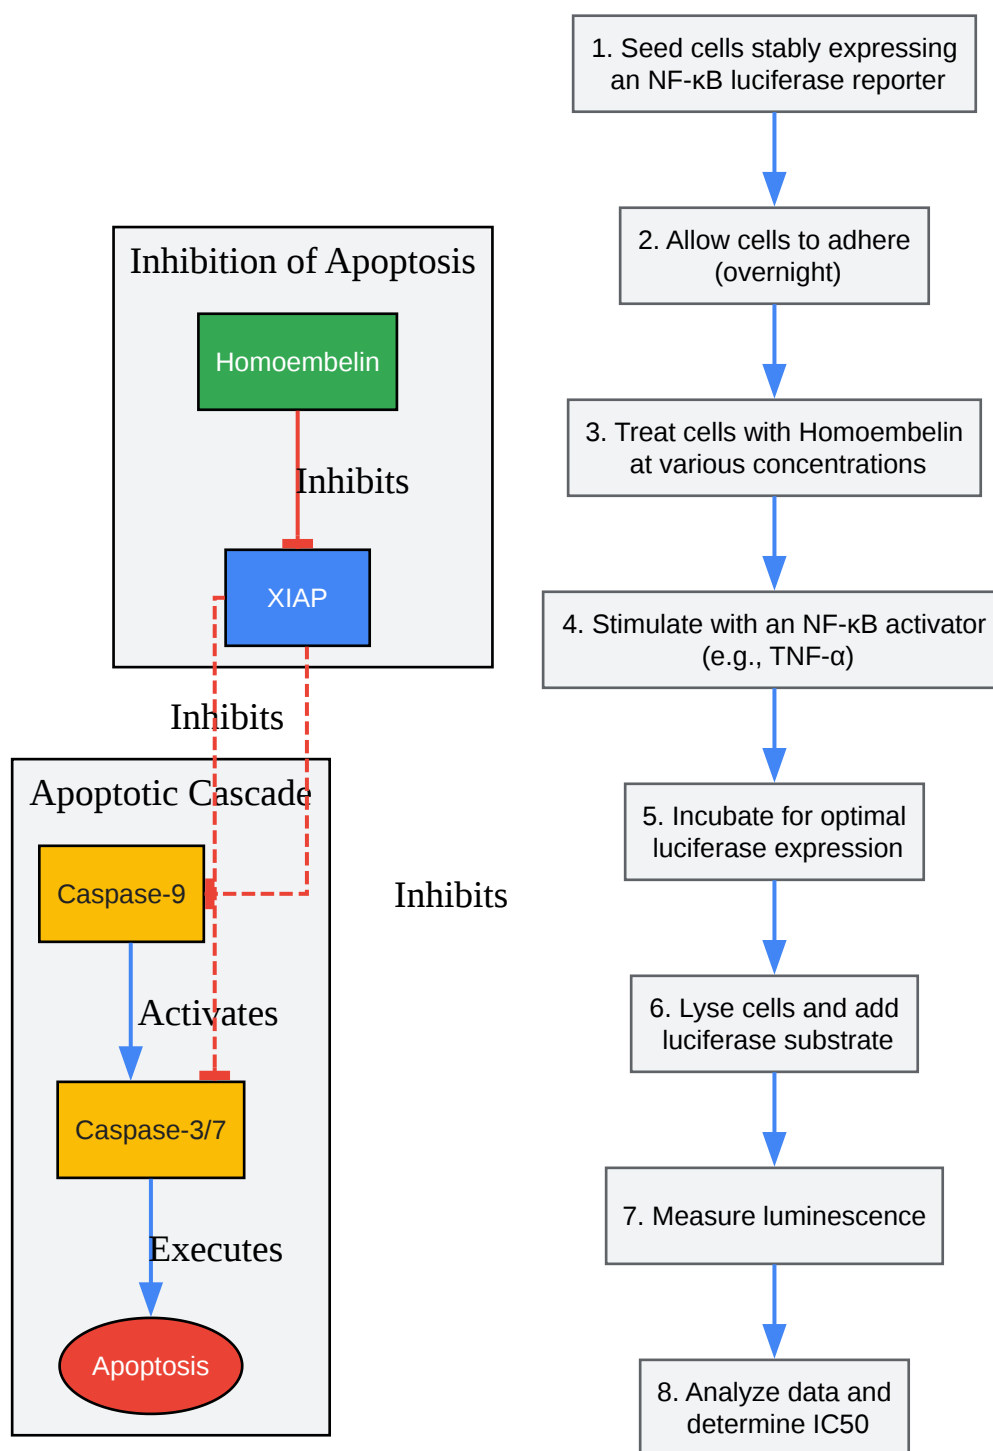 Inhibition of Apoptosis
Homoembelin
Inhibits
XIAP
Inhibits
Apoptotic Cascade
Caspase-9
Inhibits
Activates
Caspase-3/7
Executes
Apoptosis
1. Seed cells stably expressing
an NF-κB luciferase reporter
2. Allow cells to adhere
(overnight)
3. Treat cells with Homoembelin
at various concentrations
4. Stimulate with an NF-κB activator
(e.g., TNF-α)
5. Incubate for optimal
luciferase expression
6. Lyse cells and add
luciferase substrate
7. Measure luminescence
8. Analyze data and
determine IC50